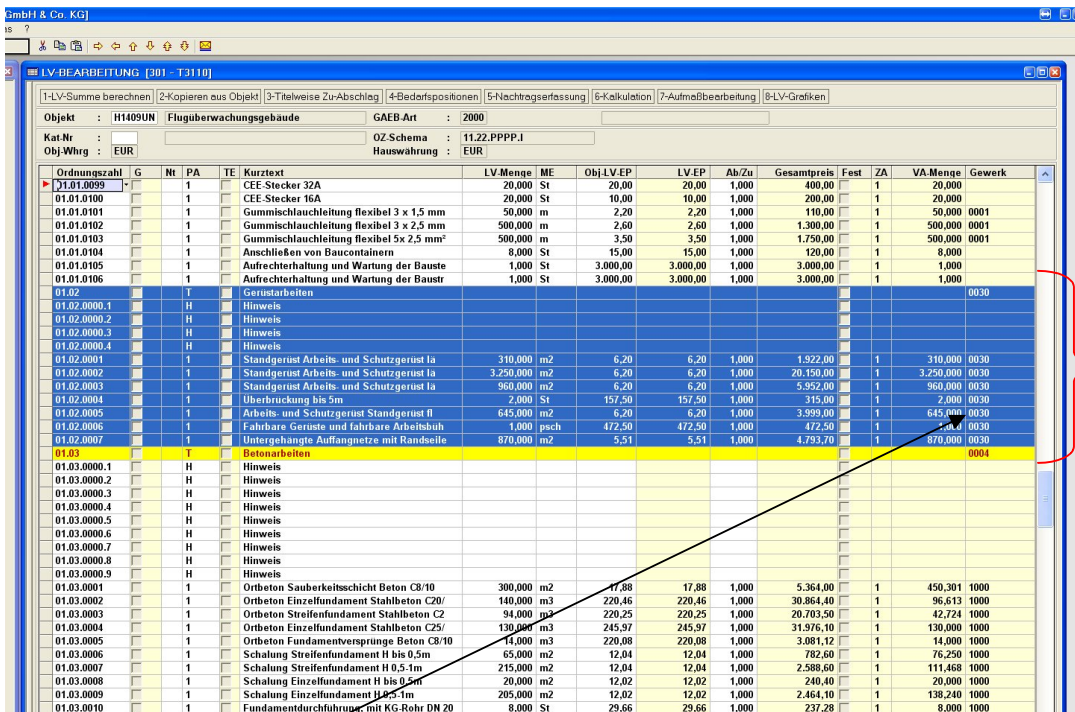 GmbH & Co. KG]
ns ?
LV-BEARBEITUNG [301 - T3110]
1-LV-Summe berechnen 2-Kopieren aus Objekt 3-Titelweise Zu-Abschlag 4-Bedarfspositionen 5-Nachtragserfassung 6-Kalkulation 7-Aufmaßbearbeitung 8-LV-Grafiken
Objekt : H1409UN Flugüberwachungsgebäude GAEB-Art : 2000
Kat-Nr : OZ-Schema : 11.22.PPPP.I
Obj-Whrg : EUR Hauswährung : EUR
Ordnungszahl G Nt PA TE Kurztext LV-Menge ME Obj-LV-EP LV-EP Ab/Zu Gesamtpreis Fest ZA VA-Menge Gewerk
01.01.0099 1 CEE-Stecker 32A 20,000 St 20,00 20,00 1,000 400,00 1 20,000
01.01.0100 1 CEE-Stecker 16A 20,000 St 10,00 10,00 1,000 200,00 1 20,000
01.01.0101 1 Gummischlauchleitung flexibel 3 x 1,5 mm 50,000 m 2,20 2,20 1,000 110,00 1 50,000 0001
01.01.0102 1 Gummischlauchleitung flexibel 3 x 2,5 mm 500,000 m 2,60 2,60 1,000 1.300,00 1 500,000 0001
01.01.0103 1 Gummischlauchleitung flexibel 5x 2,5 mm² 500,000 m 3,50 3,50 1,000 1.750,00 1 500,000 0001
01.01.0104 1 Anschließen von Baucontainern 8,000 St 15,00 15,00 1,000 120,00 1 8,000
01.01.0105 1 Aufrechterhaltung und Wartung der Bauste 1,000 St 3.000,00 3.000,00 1,000 3.000,00 1 1,000
01.01.0106 1 Aufrechterhaltung und Wartung der Baustr 1,000 St 3.000,00 3.000,00 1,000 3.000,00 1 1,000
01.02 T Gerüstarbeiten 0030
01.02.0000.1 H Hinweis
01.02.0000.2 H Hinweis
01.02.0000.3 H Hinweis
01.02.0000.4 H Hinweis
01.02.0001 1 Standgerüst Arbeits- und Schutzgerüst lä 310,000 m2 6,20 6,20 1,000 1.922,00 1 310,000 0030
01.02.0002 1 Standgerüst Arbeits- und Schutzgerüst lä 3.250,000 m2 6,20 6,20 1,000 20.150,00 1 3.250,000 0030
01.02.0003 1 Standgerüst Arbeits- und Schutzgerüst lä 960,000 m2 6,20 6,20 1,000 5.952,00 1 960,000 0030
01.02.0004 1 Überbrückung bis 5m 2,000 St 157,50 157,50 1,000 315,00 1 2,000 0030
01.02.0005 1 Arbeits- und Schutzgerüst Standgerüst fl 645,000 m2 6,20 6,20 1,000 3.999,00 1 645,000 0030
01.02.0006 1 Fahrbare Gerüste und fahrbare Arbeitsbüh 1,000 psch 472,50 472,50 1,000 472,50 1 1,000 0030
01.02.0007 1 Untergehängte Auffangnetze mit Randseile 870,000 m2 5,51 5,51 1,000 4.793,70 1 870,000 0030
01.03 T Betonarbeiten 0004
01.03.0000.1 H Hinweis
01.03.0000.2 H Hinweis
01.03.0000.3 H Hinweis
01.03.0000.4 H Hinweis
01.03.0000.5 H Hinweis
01.03.0000.6 H Hinweis
01.03.0000.7 H Hinweis
01.03.0000.8 H Hinweis
01.03.0000.9 H Hinweis
01.03.0001 1 Ortbeton Sauberkeitsschicht Beton C8/10 300,000 m2 17,88 17,88 1,000 5.364,00 1 450,301 1000
01.03.0002 1 Ortbeton Einzelfundament Stahlbeton C20/ 140,000 m3 220,46 220,46 1,000 30.864,40 1 96,613 1000
01.03.0003 1 Ortbeton Streifenfundament Stahlbeton C2 94,000 m3 220,25 220,25 1,000 20.703,50 1 42,724 1000
01.03.0004 1 Ortbeton Einzelfundament Stahlbeton C25/ 130,000 m3 245,97 245,97 1,000 31.976,10 1 130,000 1000
01.03.0005 1 Ortbeton Fundamentversprünge Beton C8/10 14,000 m3 220,08 220,08 1,000 3.081,12 1 14,000 1000
01.03.0006 1 Schalung Streifenfundament H bis 0,5m 65,000 m2 12,04 12,04 1,000 782,60 1 76,250 1000
01.03.0007 1 Schalung Streifenfundament H 0,5-1m 215,000 m2 12,04 12,04 1,000 2.588,60 1 111,468 1000
01.03.0008 1 Schalung Einzelfundament H bis 0,5m 20,000 m2 12,02 12,02 1,000 240,40 1 20,000 1000
01.03.0009 1 Schalung Einzelfundament H 0,5-1m 205,000 m2 12,02 12,02 1,000 2.464,10 1 138,240 1000
01.03.0010 1 Fundamentdurchführung, mit KG-Rohr DN 20 8,000 St 29,66 29,66 1,000 237,28 1 8,000 1000